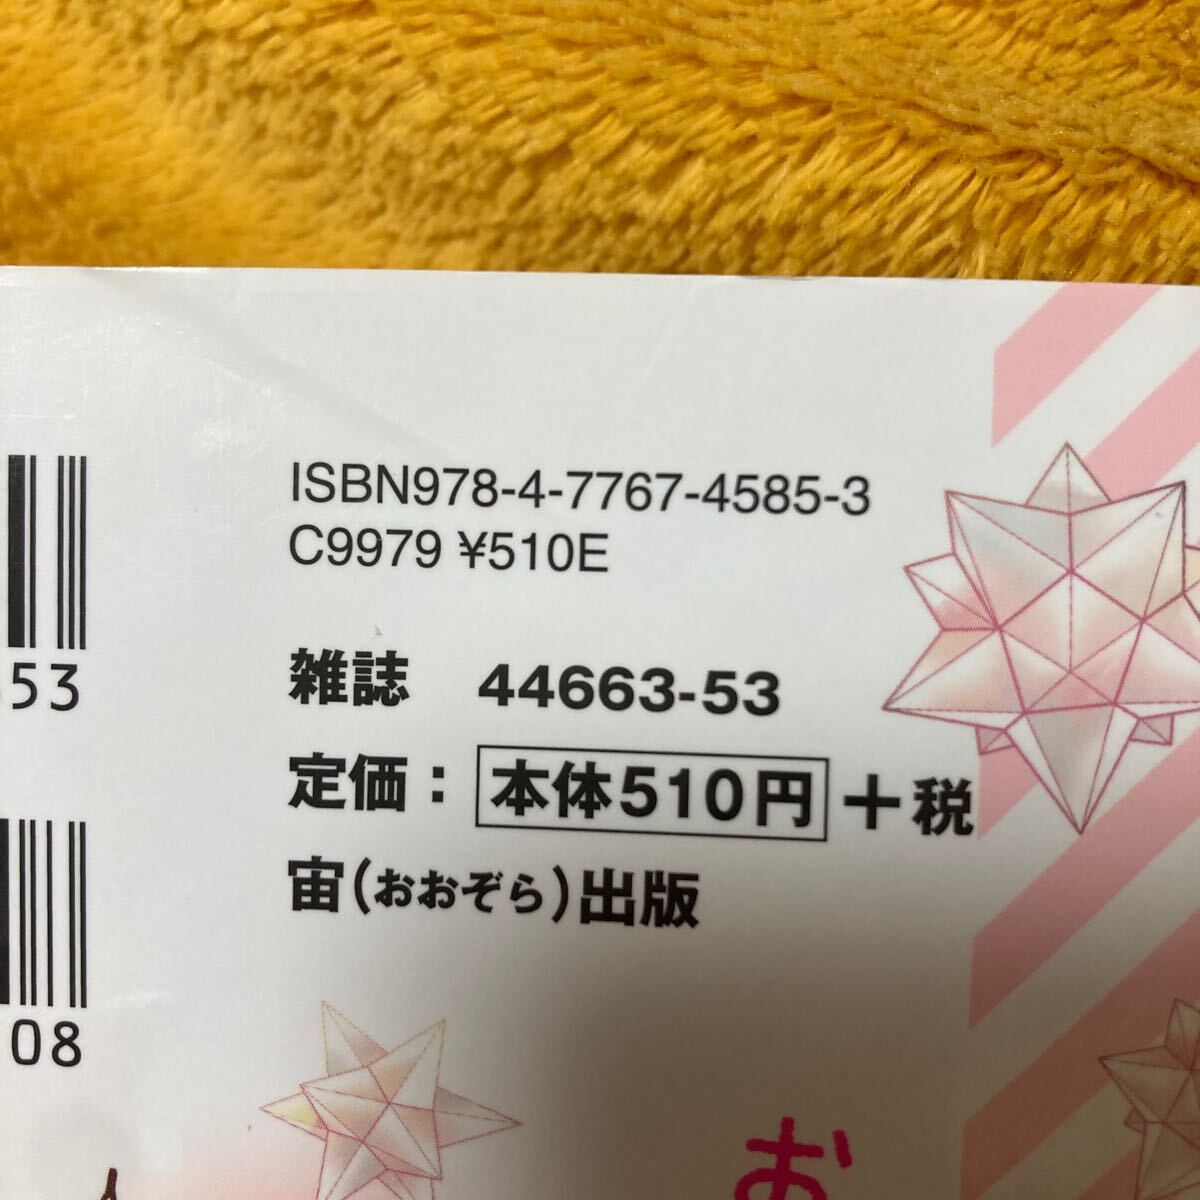 ISBN978-4-7767-4585-3
C9979 ¥510E
雑誌 44663-53
定価：本体510円＋税
宙(おおぞら)出版
53
08
お